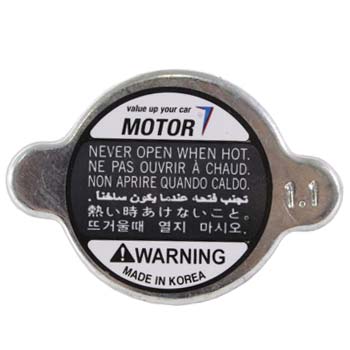 value up your car
MOTOR 7
NEVER OPEN WHEN HOT.
NE PAS OUVRIR À CHAUD.
NON APRIRE QUANDO CALDO.
تجنب فتحه عندما يكون ساخنا .
熱い時あけないこと。
뜨거울때 열지 마시오.
WARNING
MADE IN KOREA
1.1